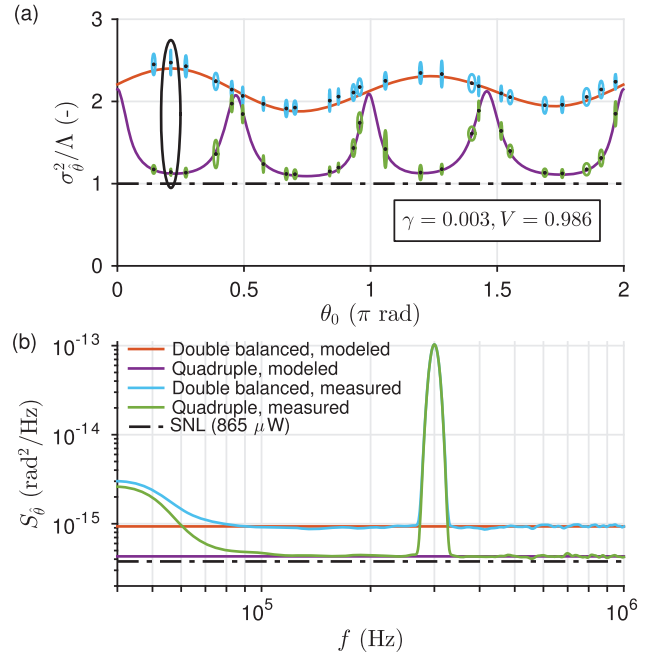 (a)
3
2
1
0
σ²_θ̂/Λ (-)
γ = 0.003, V = 0.986
0 0.5 1 1.5 2
θ₀ (π rad)
(b)
10⁻¹³
10⁻¹⁴
10⁻¹⁵
S_θ̂ (rad²/Hz)
Double balanced, modeled
Quadruple, modeled
Double balanced, measured
Quadruple, measured
SNL (865 μW)
10⁵ 10⁶
f (Hz)